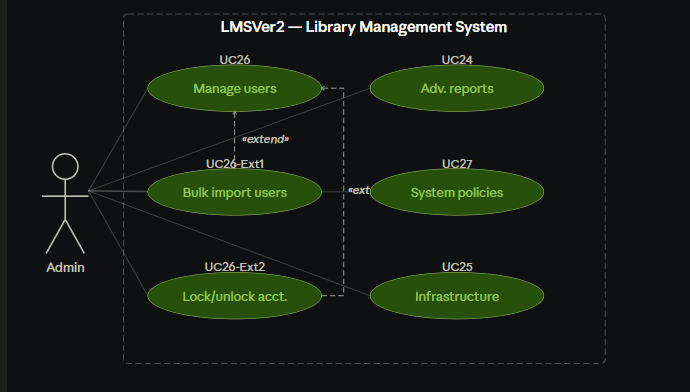 LMSVer2 — Library Management System
UC26
UC24
Manage users
Adv. reports
«extend»
UC26-Ext1
UC27
Bulk import users
«ext
System policies
UC26-Ext2
UC25
Lock/unlock acct.
Infrastructure
Admin